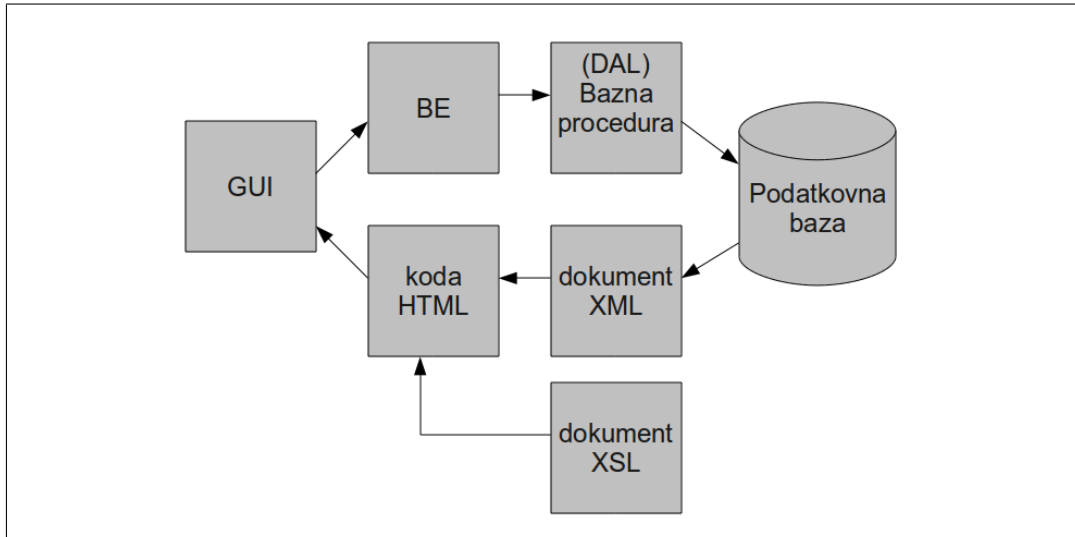 GUI
BE
(DAL)
Bazna
procedura
Podatkovna
baza
koda
HTML
dokument
XML
dokument
XSL